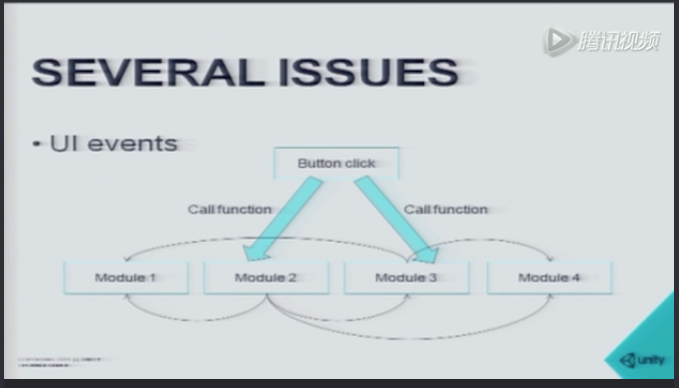 腾讯视频
SEVERAL ISSUES
• UI events
Button click
Call function
Call function
Module 1
Module 2
Module 3
Module 4
unity